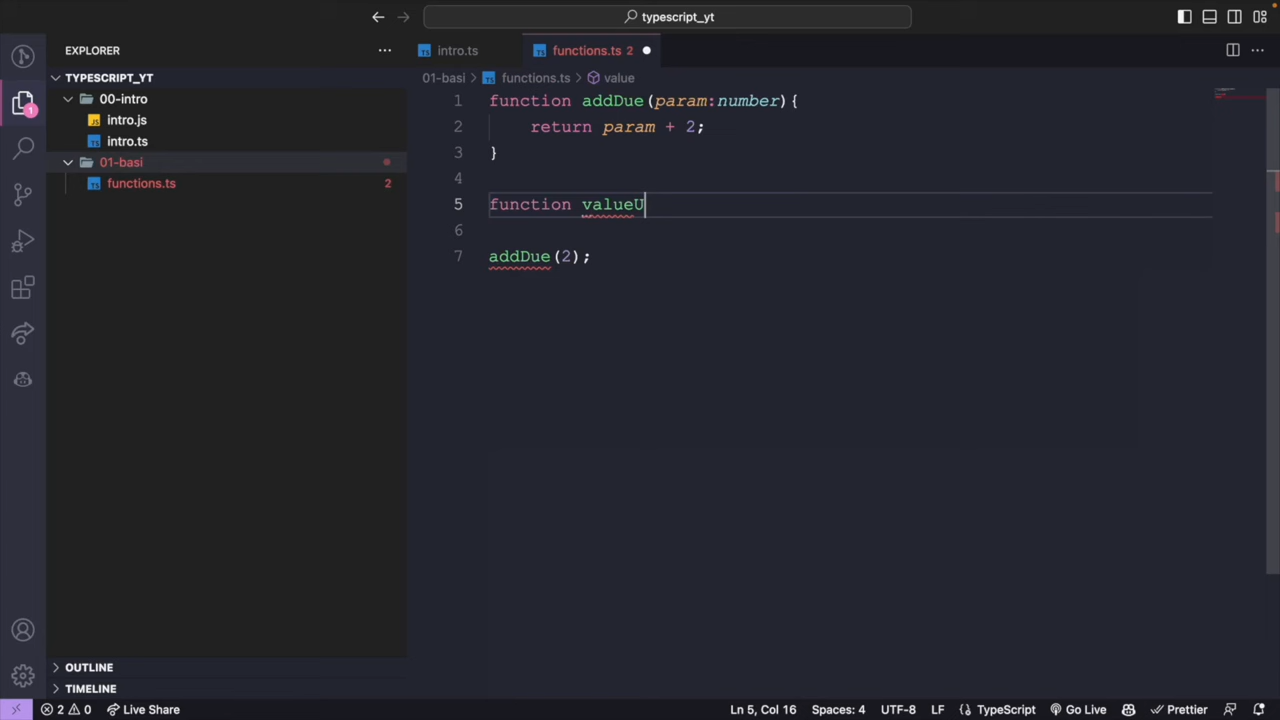 typescript_yt
EXPLORER
intro.ts
functions.ts 2
TYPESCRIPT_YT
01-basi
functions.ts
value
00-intro
intro.js
intro.ts
01-basi
functions.ts
2
1
1 function addDue(param:number){
2 return param + 2;
3 }
4
5 function valueU
6
7 addDue(2);
OUTLINE
TIMELINE
2 0 Live Share
Ln 5, Col 16 Spaces: 4 UTF-8 LF TypeScript Go Live Prettier